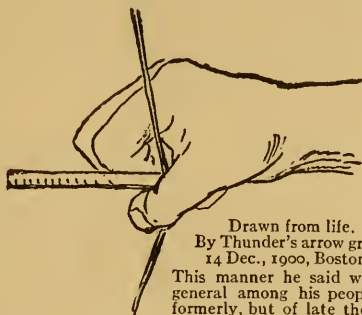 Drawn from life.
By Thunder's arrow gr
14 Dec., 1900, Boston
This manner he said w
general among his peop
formerly, but of late the